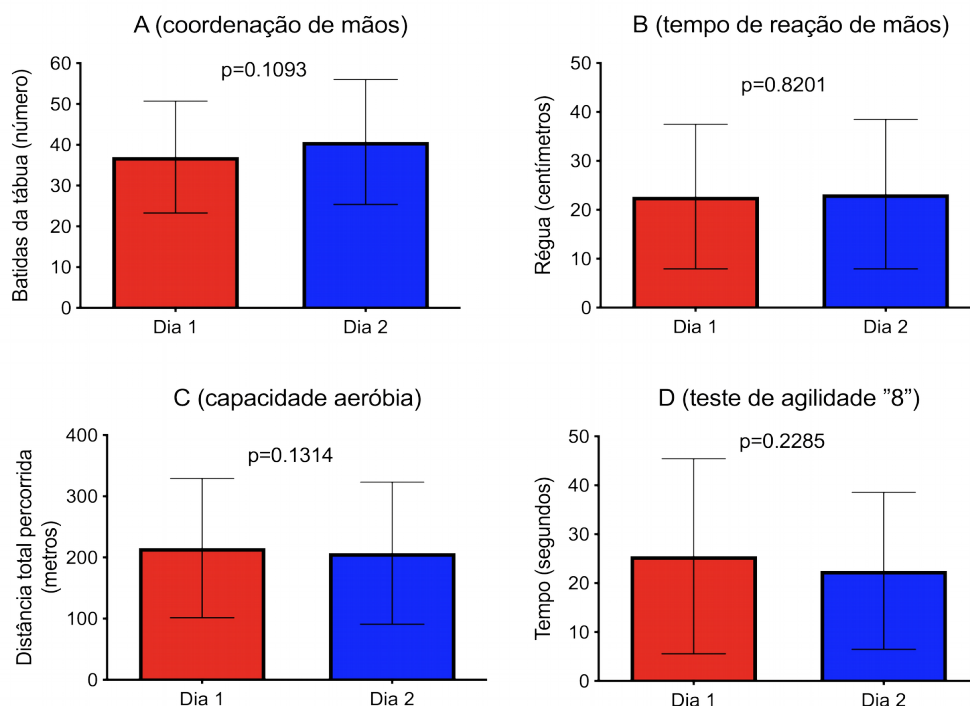 A (coordenação de mãos)
p=0.1093
Batidas da tábua (número)
60
50
40
30
20
10
0
Dia 1
Dia 2
B (tempo de reação de mãos)
p=0.8201
Régua (centímetros)
50
40
30
20
10
0
Dia 1
Dia 2
C (capacidade aeróbia)
p=0.1314
Distância total percorrida
(metros)
400
300
200
100
0
Dia 1
Dia 2
D (teste de agilidade ”8”)
p=0.2285
Tempo (segundos)
50
40
30
20
10
0
Dia 1
Dia 2